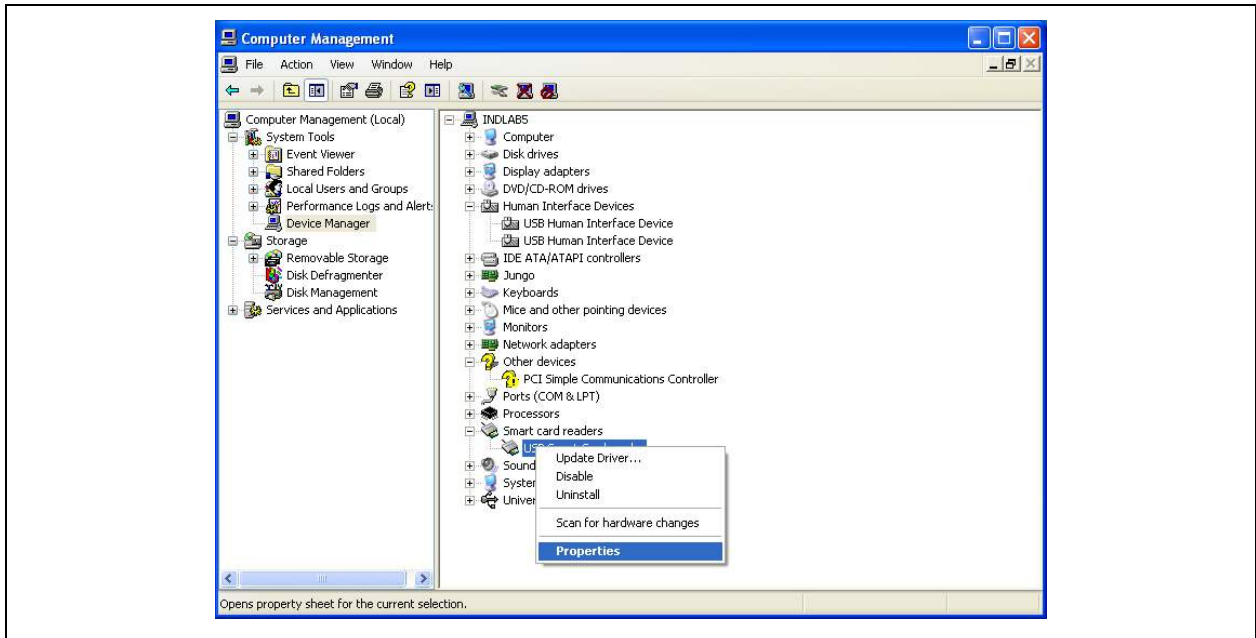 Computer Management
File Action View Window Help
Computer Management (Local)
System Tools
Event Viewer
Shared Folders
Local Users and Groups
Performance Logs and Alert
Device Manager
Storage
Removable Storage
Disk Defragmenter
Disk Management
Services and Applications
INDLAB5
Computer
Disk drives
Display adapters
DVD/CD-ROM drives
Human Interface Devices
USB Human Interface Device
USB Human Interface Device
IDE ATA/ATAPI controllers
Jungo
Keyboards
Mice and other pointing devices
Monitors
Network adapters
Other devices
PCI Simple Communications Controller
Ports (COM & LPT)
Processors
Smart card readers
Sound
System
Univer
Update Driver...
Disable
Uninstall
Scan for hardware changes
Properties
Opens property sheet for the current selection.